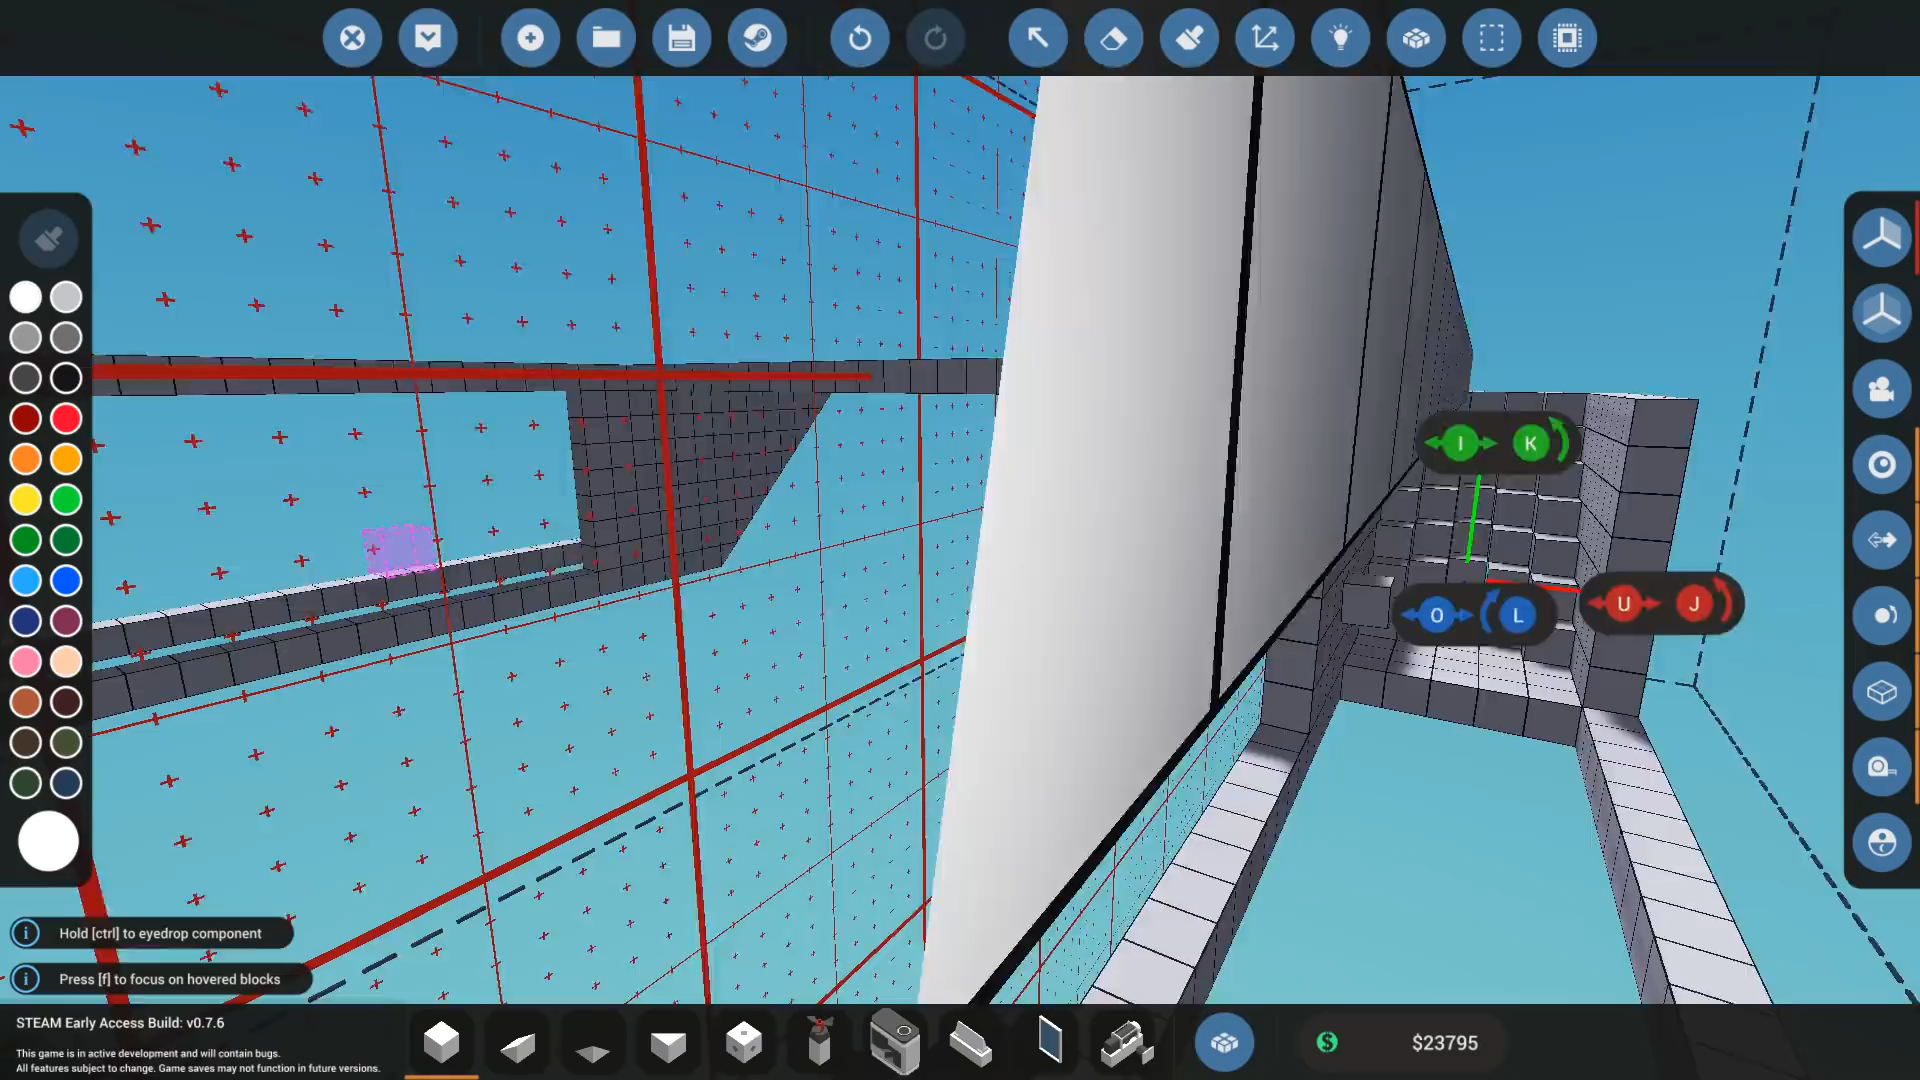 I K
O L U J
Hold [ctrl] to eyedrop component
Press [f] to focus on hovered blocks
STEAM Early Access Build: v0.7.6
This game is in active development and will contain bugs.
All features subject to change. Game saves may not function in future versions.
$23795